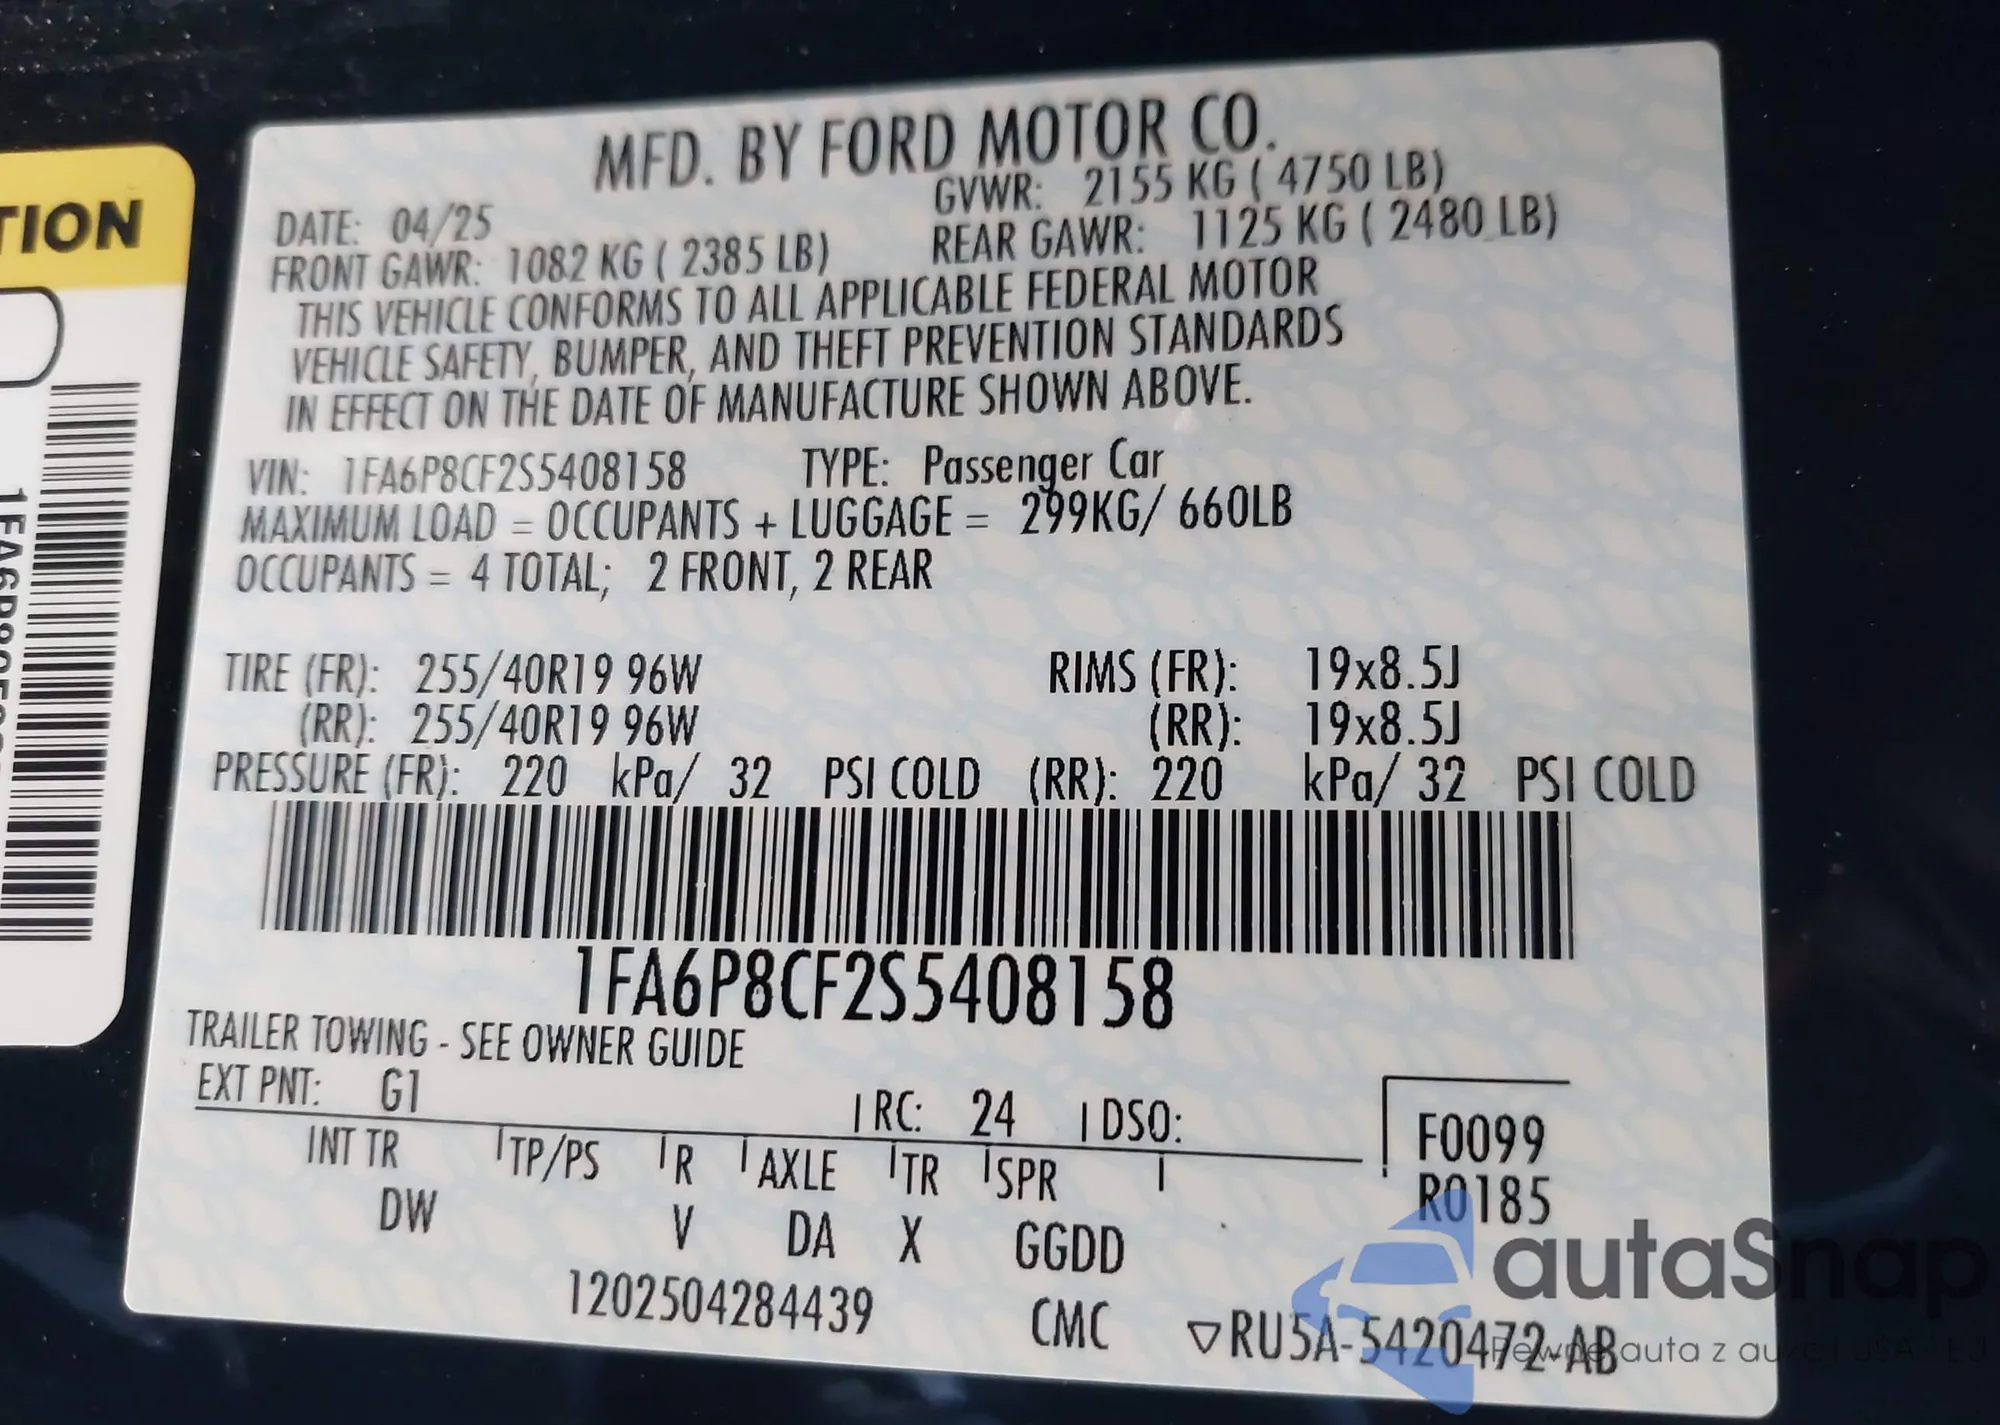 TION
MFD. BY FORD MOTOR CO.
DATE: 04/25 GVWR: 2155 KG ( 4750 LB)
FRONT GAWR: 1082 KG ( 2385 LB) REAR GAWR: 1125 KG ( 2480 LB)
THIS VEHICLE CONFORMS TO ALL APPLICABLE FEDERAL MOTOR
VEHICLE SAFETY, BUMPER, AND THEFT PREVENTION STANDARDS
IN EFFECT ON THE DATE OF MANUFACTURE SHOWN ABOVE.
VIN: 1FA6P8CF2S5408158 TYPE: Passenger Car
MAXIMUM LOAD = OCCUPANTS + LUGGAGE = 299KG/ 660LB
OCCUPANTS = 4 TOTAL; 2 FRONT, 2 REAR
TIRE (FR): 255/40R19 96W RIMS (FR): 19x8.5J
(RR): 255/40R19 96W (RR): 19x8.5J
PRESSURE (FR): 220 kPa/ 32 PSI COLD (RR): 220 kPa/ 32 PSI COLD
1FA6P8CF2S5408158
TRAILER TOWING - SEE OWNER GUIDE
EXT PNT: G1 RC: 24 DSO:
F0099
INT TR TP/PS R AXLE TR SPR
R0185
DW V DA X GGDD
1202504284439 CMC ▽RU5A-5420472-AB
autaSnap
Pewne auta z aukcji USA - EU